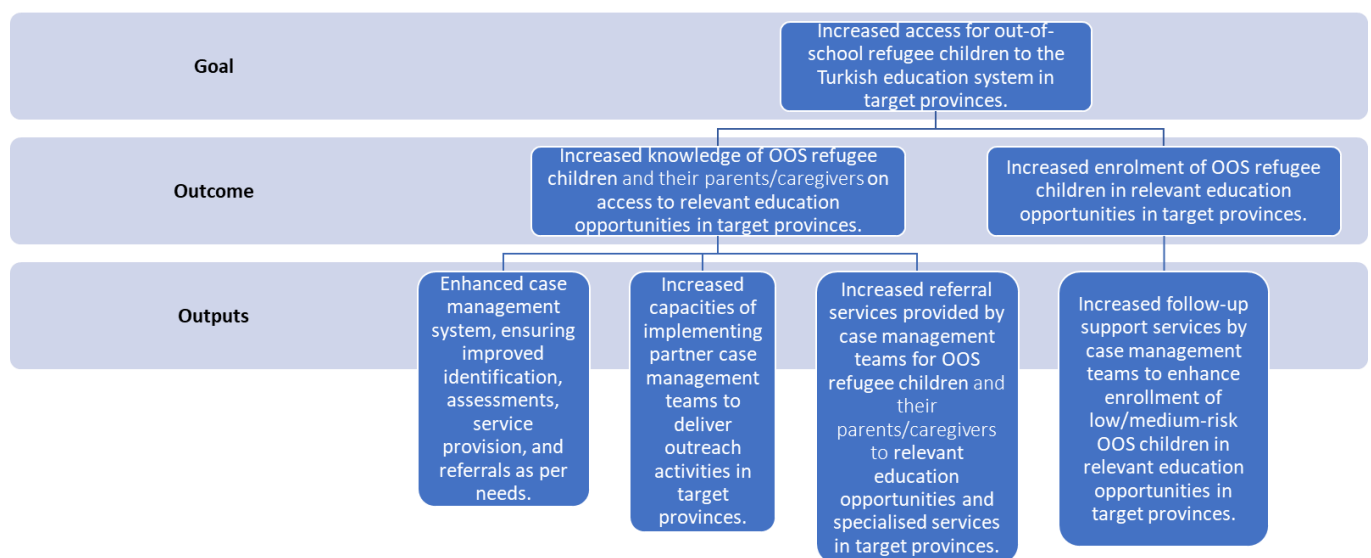 Goal
Increased access for out-of-
school refugee children to the
Turkish education system in
target provinces.
Outcome
Increased knowledge of OOS refugee
children and their parents/caregivers on
access to relevant education
opportunities in target provinces.
Increased enrolment of OOS refugee
children in relevant education
opportunities in target provinces.
Outputs
Enhanced case
management
system, ensuring
improved
identification,
assessments,
service
provision, and
referrals as per
needs.
Increased
capacities of
implementing
partner case
management
teams to
deliver
outreach
activities in
target
provinces.
Increased referral
services provided by
case management
teams for OOS
refugee children and
their
parents/caregivers
to relevant
education
opportunities and
specialised services
in target provinces.
Increased follow-up
support services by
case management
teams to enhance
enrollment of
low/medium-risk
OOS children in
relevant education
opportunities in
target provinces.